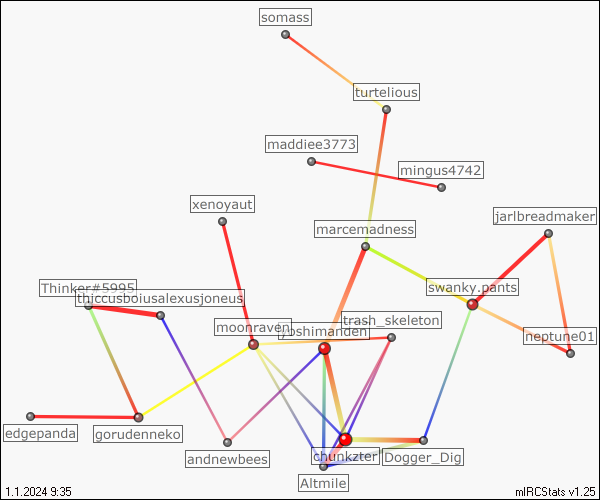 somass
turtelious
maddiee3773
mingus4742
xenoyaut
jarlbreadmaker
marcemadness
swanky.pants
Thinker#5995
thiccusboiusalexusjoneus
trash_skeleton
moonraven
yoshimanden
neptune01
edgepanda
gorudenneko
andnewbees
chunkzter
Dogger_Dig
Altmile
1.1.2024 9:35
mIRCStats v1.25